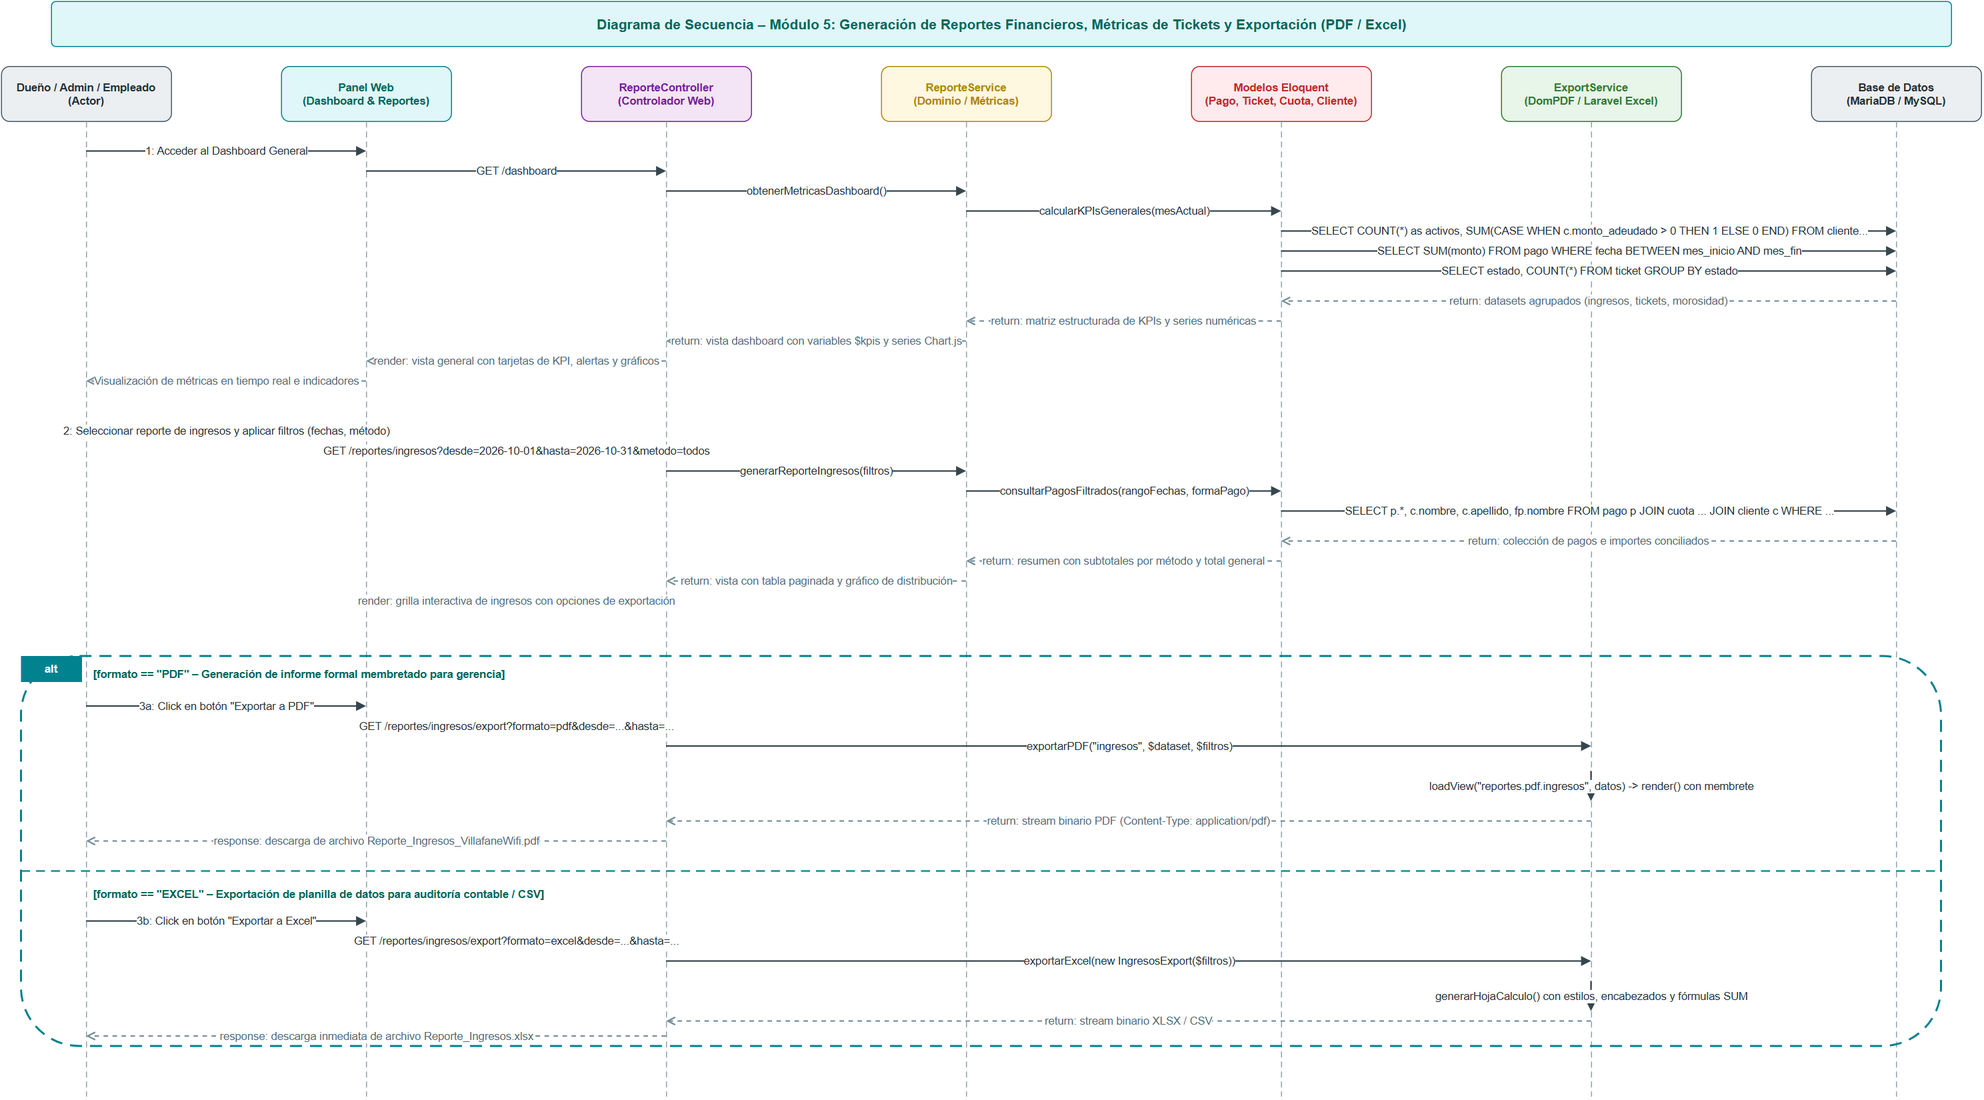 Diagrama de Secuencia – Módulo 5: Generación de Reportes Financieros, Métricas de Tickets y Exportación (PDF / Excel)
Dueño / Admin / Empleado
(Actor)
Panel Web
(Dashboard & Reportes)
ReporteController
(Controlador Web)
ReporteService
(Dominio / Métricas)
Modelos Eloquent
(Pago, Ticket, Cuota, Cliente)
ExportService
(DomPDF / Laravel Excel)
Base de Datos
(MariaDB / MySQL)
1: Acceder al Dashboard General
GET /dashboard
obtenerMetricasDashboard()
calcularKPIsGenerales(mesActual)
SELECT COUNT(*) as activos, SUM(CASE WHEN c.monto_adeudado > 0 THEN 1 ELSE 0 END) FROM cliente...
SELECT SUM(monto) FROM pago WHERE fecha BETWEEN mes_inicio AND mes_fin
SELECT estado, COUNT(*) FROM ticket GROUP BY estado
return: datasets agrupados (ingresos, tickets, morosidad)
return: matriz estructurada de KPIs y series numéricas
return: vista dashboard con variables $kpis y series Chart.js
render: vista general con tarjetas de KPI, alertas y gráficos
Visualización de métricas en tiempo real e indicadores
2: Seleccionar reporte de ingresos y aplicar filtros (fechas, método)
GET /reportes/ingresos?desde=2026-10-01&hasta=2026-10-31&metodo=todos
generarReporteIngresos(filtros)
consultarPagosFiltrados(rangoFechas, formaPago)
SELECT p.*, c.nombre, c.apellido, fp.nombre FROM pago p JOIN cuota ... JOIN cliente c WHERE ...
return: colección de pagos e importes conciliados
return: resumen con subtotales por método y total general
return: vista con tabla paginada y gráfico de distribución
render: grilla interactiva de ingresos con opciones de exportación
alt
[formato == "PDF" – Generación de informe formal membretado para gerencia]
3a: Click en botón "Exportar a PDF"
GET /reportes/ingresos/export?formato=pdf&desde=...&hasta=...
exportarPDF("ingresos", $dataset, $filtros)
loadView("reportes.pdf.ingresos", datos) -> render() con membrete
return: stream binario PDF (Content-Type: application/pdf)
response: descarga de archivo Reporte_Ingresos_VillafaneWifi.pdf
[formato == "EXCEL" – Exportación de planilla de datos para auditoría contable / CSV]
3b: Click en botón "Exportar a Excel"
GET /reportes/ingresos/export?formato=excel&desde=...&hasta=...
exportarExcel(new IngresosExport($filtros))
generarHojaCalculo() con estilos, encabezados y fórmulas SUM
return: stream binario XLSX / CSV
response: descarga inmediata de archivo Reporte_Ingresos.xlsx